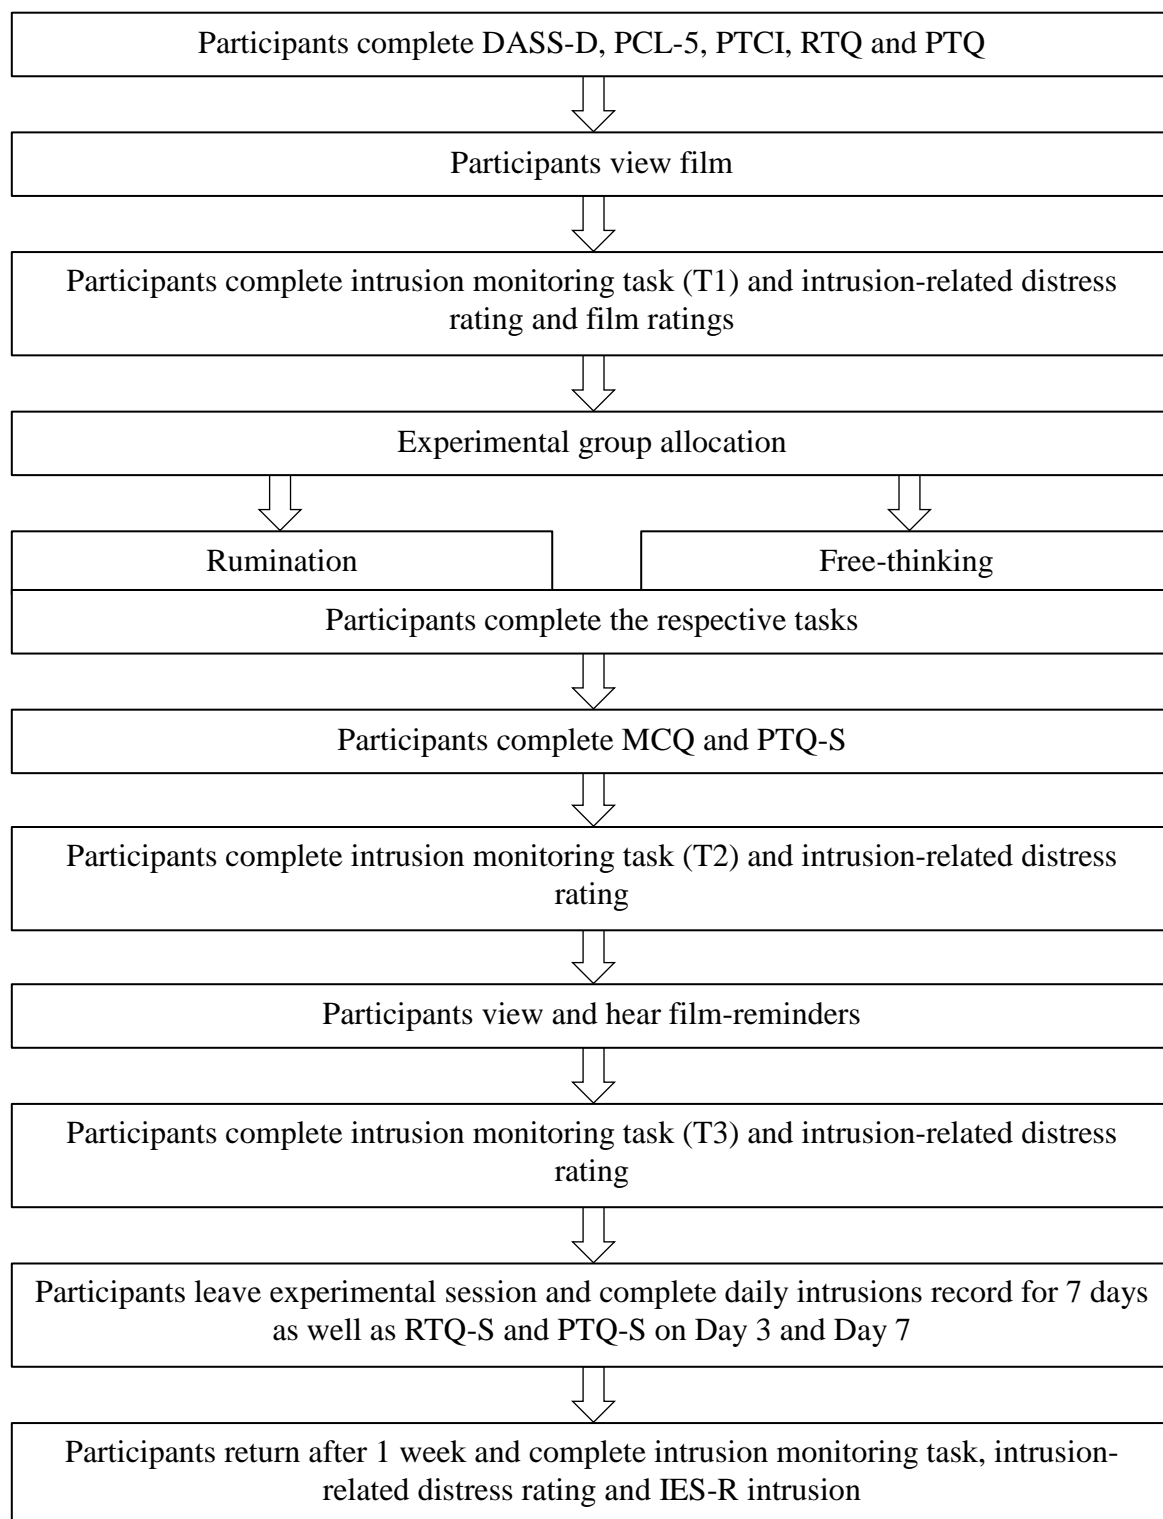 Participants complete DASS-D, PCL-5, PTCI, RTQ and PTQ
Participants view film
Participants complete intrusion monitoring task (T1) and intrusion-related distress
rating and film ratings
Experimental group allocation
Rumination
Free-thinking
Participants complete the respective tasks
Participants complete MCQ and PTQ-S
Participants complete intrusion monitoring task (T2) and intrusion-related distress
rating
Participants view and hear film-reminders
Participants complete intrusion monitoring task (T3) and intrusion-related distress
rating
Participants leave experimental session and complete daily intrusions record for 7 days
as well as RTQ-S and PTQ-S on Day 3 and Day 7
Participants return after 1 week and complete intrusion monitoring task, intrusion-
related distress rating and IES-R intrusion